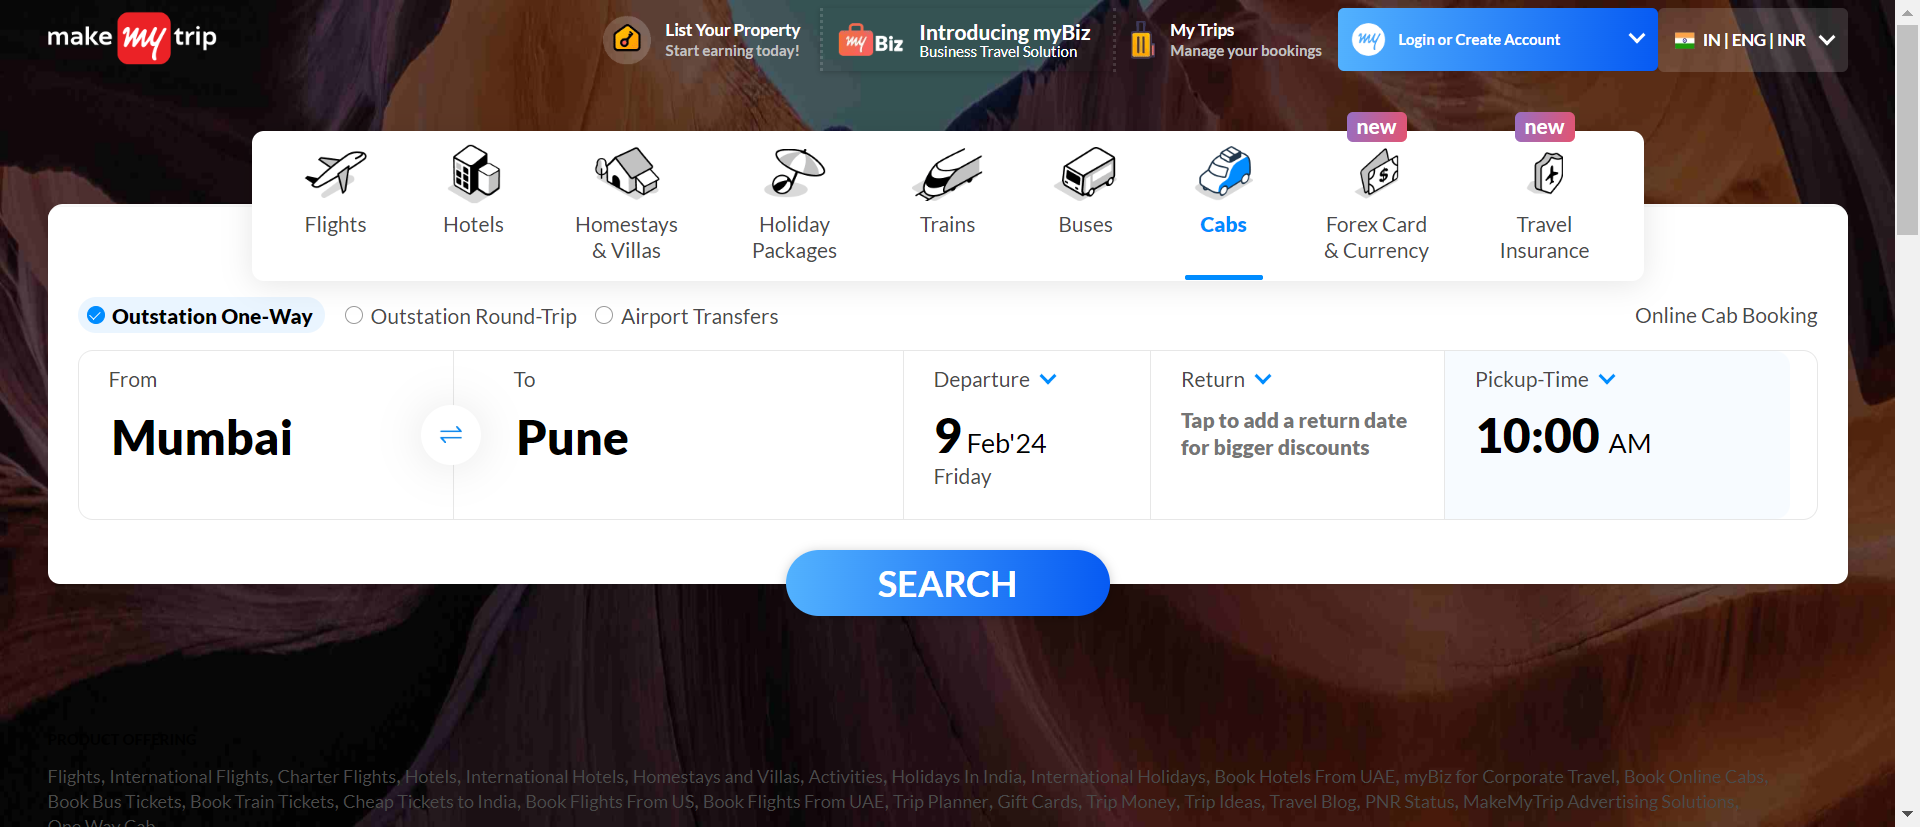 make my trip
List Your Property
Start earning today!
my Biz
Introducing myBiz
Business Travel Solution
My Trips
Manage your bookings
my
Login or Create Account
IN | ENG | INR
new
new
Flights
Hotels
Homestays
& Villas
Holiday
Packages
Trains
Buses
Cabs
Forex Card
& Currency
Travel
Insurance
Outstation One-Way
Outstation Round-Trip
Airport Transfers
Online Cab Booking
From
Mumbai
To
Pune
Departure
9 Feb'24
Friday
Return
Tap to add a return date
for bigger discounts
Pickup-Time
10:00 AM
SEARCH
PRODUCT OFFERING
Flights, International Flights, Charter Flights, Hotels, International Hotels, Homestays and Villas, Activities, Holidays In India, International Holidays, Book Hotels From UAE, myBiz for Corporate Travel, Book Online Cabs,
Book Bus Tickets, Book Train Tickets, Cheap Tickets to India, Book Flights From US, Book Flights From UAE, Trip Planner, Gift Cards, Trip Money, Trip Ideas, Travel Blog, PNR Status, MakeMyTrip Advertising Solutions,
One Way Cab